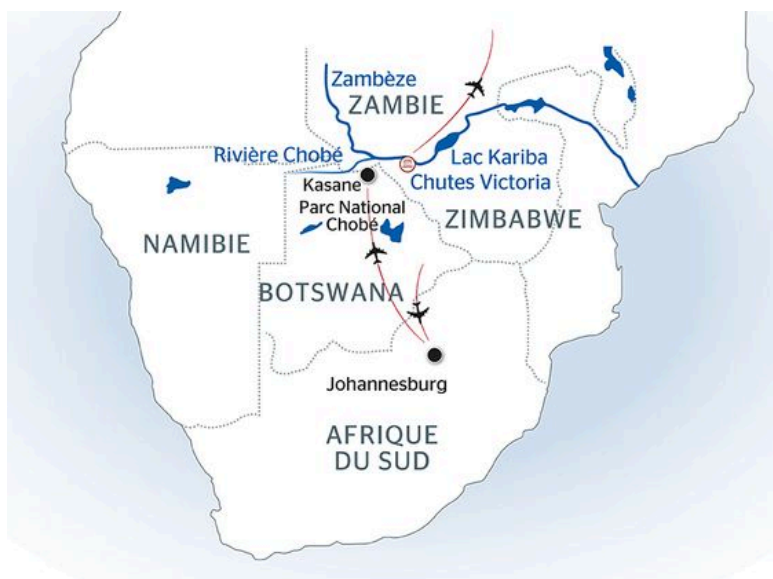 Zambèze
ZAMBIE
Rivière Chobé
Lac Kariba
Chutes Victoria
Kasane
Parc National
Chobé
ZIMBABWE
NAMIBIE
BOTSWANA
Johannesburg
AFRIQUE
DU SUD